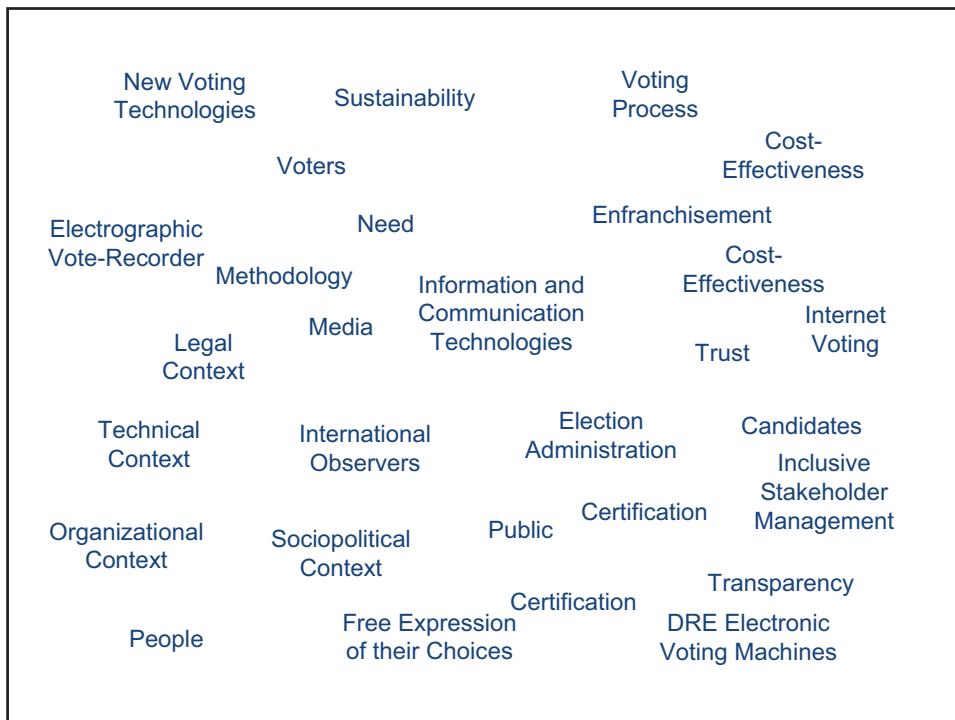 New Voting
Technologies
Sustainability
Voting
Process
Cost-
Effectiveness
Voters
Electrographic
Vote-Recorder
Need
Enfranchisement
Methodology
Information and
Communication
Technologies
Cost-
Effectiveness
Media
Internet
Voting
Legal
Context
Trust
Technical
Context
International
Observers
Election
Administration
Candidates
Inclusive
Stakeholder
Management
Organizational
Context
Sociopolitical
Context
Public
Certification
Transparency
Certification
People
Free Expression
of their Choices
DRE Electronic
Voting Machines